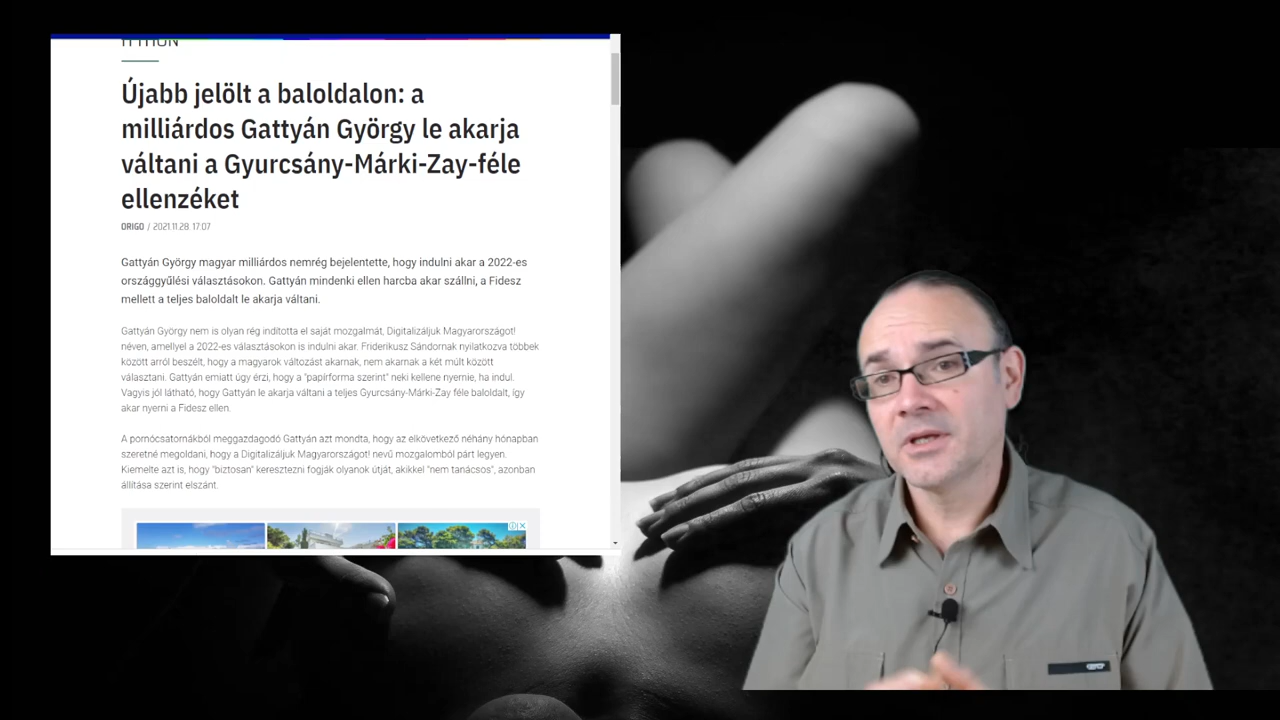 Újabb jelölt a baloldalon: a
milliárdos Gattyán György le akarja
váltani a Gyurcsány-Márki-Zay-féle
ellenzéket
ORIGO / 2021.11.28. 17:07
Gattyán György magyar milliárdos nemrég bejelentette, hogy indulni akar a 2022-es
országgyűlési választásokon. Gattyán mindenki ellen harcba akar szállni, a Fidesz
mellett a teljes baloldalt le akarja váltani.
Gattyán György nem is olyan rég indította el saját mozgalmát, Digitalizáljuk Magyarországot!
néven, amellyel a 2022-es választásokon is indulni akar. Friderikusz Sándornak nyilatkozva többek
között arról beszélt, hogy a magyarok változást akarnak, nem akarnak a két múlt között
választani. Gattyán emiatt úgy érzi, hogy a "papírforma szerint" neki kellene nyernie, ha indul.
Vagyis jól látható, hogy Gattyán le akarja váltani a teljes Gyurcsány-Márki-Zay féle baloldalt, így
akar nyerni a Fidesz ellen.
A pornócsatornákból meggazdagodó Gattyán azt mondta, hogy az elkövetkező néhány hónapban
szeretné megoldani, hogy a Digitalizáljuk Magyarországot! nevű mozgalomból párt legyen.
Kiemelte azt is, hogy "biztosan" keresztezni fogják olyanok útját, akikkel "nem tanácsos", azonban
állítása szerint elszánt.